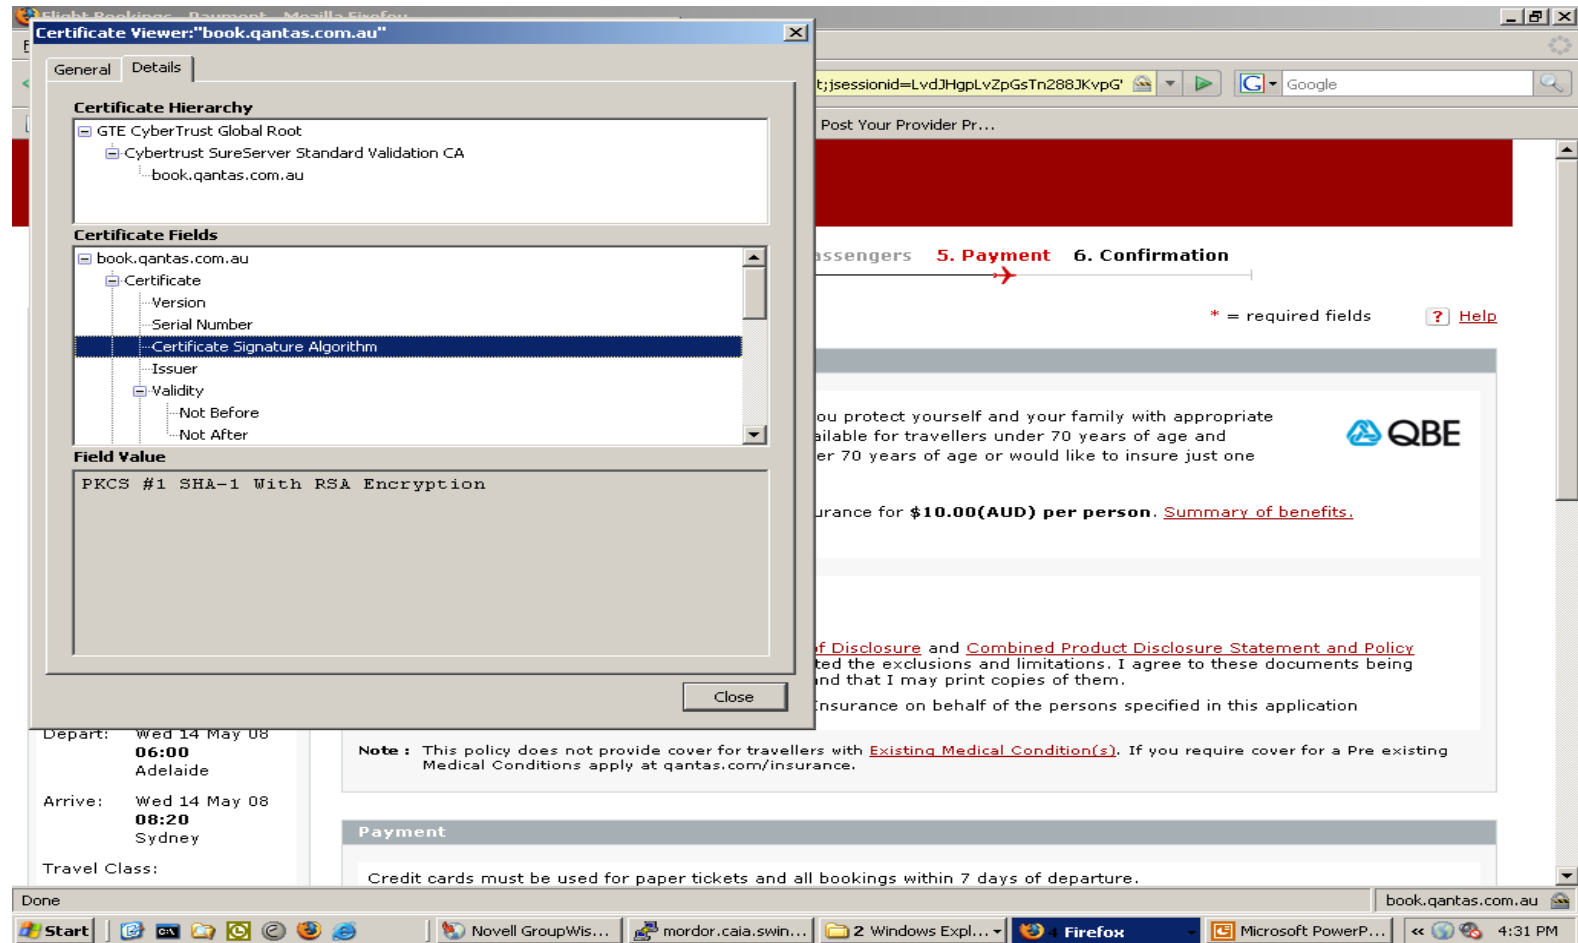 Flight Bookings - Payment - Mozilla Firefox
Certificate Viewer:"book.qantas.com.au"
General
Details
Certificate Hierarchy
GTE CyberTrust Global Root
Cybertrust SureServer Standard Validation CA
book.qantas.com.au
Certificate Fields
book.qantas.com.au
Certificate
Version
Serial Number
Certificate Signature Algorithm
Issuer
Validity
Not Before
Not After
Field Value
PKCS #1 SHA-1 With RSA Encryption
Close
t;jsessionid=LvdJHgpLvZpGsTn288JKvpG'
G
Google
Post Your Provider Pr...
assengers 5. Payment 6. Confirmation
* = required fields
? Help
ou protect yourself and your family with appropriate
ailable for travellers under 70 years of age and
er 70 years of age or would like to insure just one
QBE
urance for $10.00(AUD) per person. Summary of benefits.
of Disclosure and Combined Product Disclosure Statement and Policy
ted the exclusions and limitations. I agree to these documents being
and that I may print copies of them.
Insurance on behalf of the persons specified in this application
Note : This policy does not provide cover for travellers with Existing Medical Condition(s). If you require cover for a Pre existing
Medical Conditions apply at qantas.com/insurance.
Depart: Wed 14 May 08
06:00
Adelaide
Arrive: Wed 14 May 08
08:20
Sydney
Travel Class:
Payment
Credit cards must be used for paper tickets and all bookings within 7 days of departure.
Done
book.qantas.com.au
Start
Novell GroupWis...
mordor.caia.swin...
2 Windows Expl...
4 Firefox
Microsoft PowerP...
«
4:31 PM